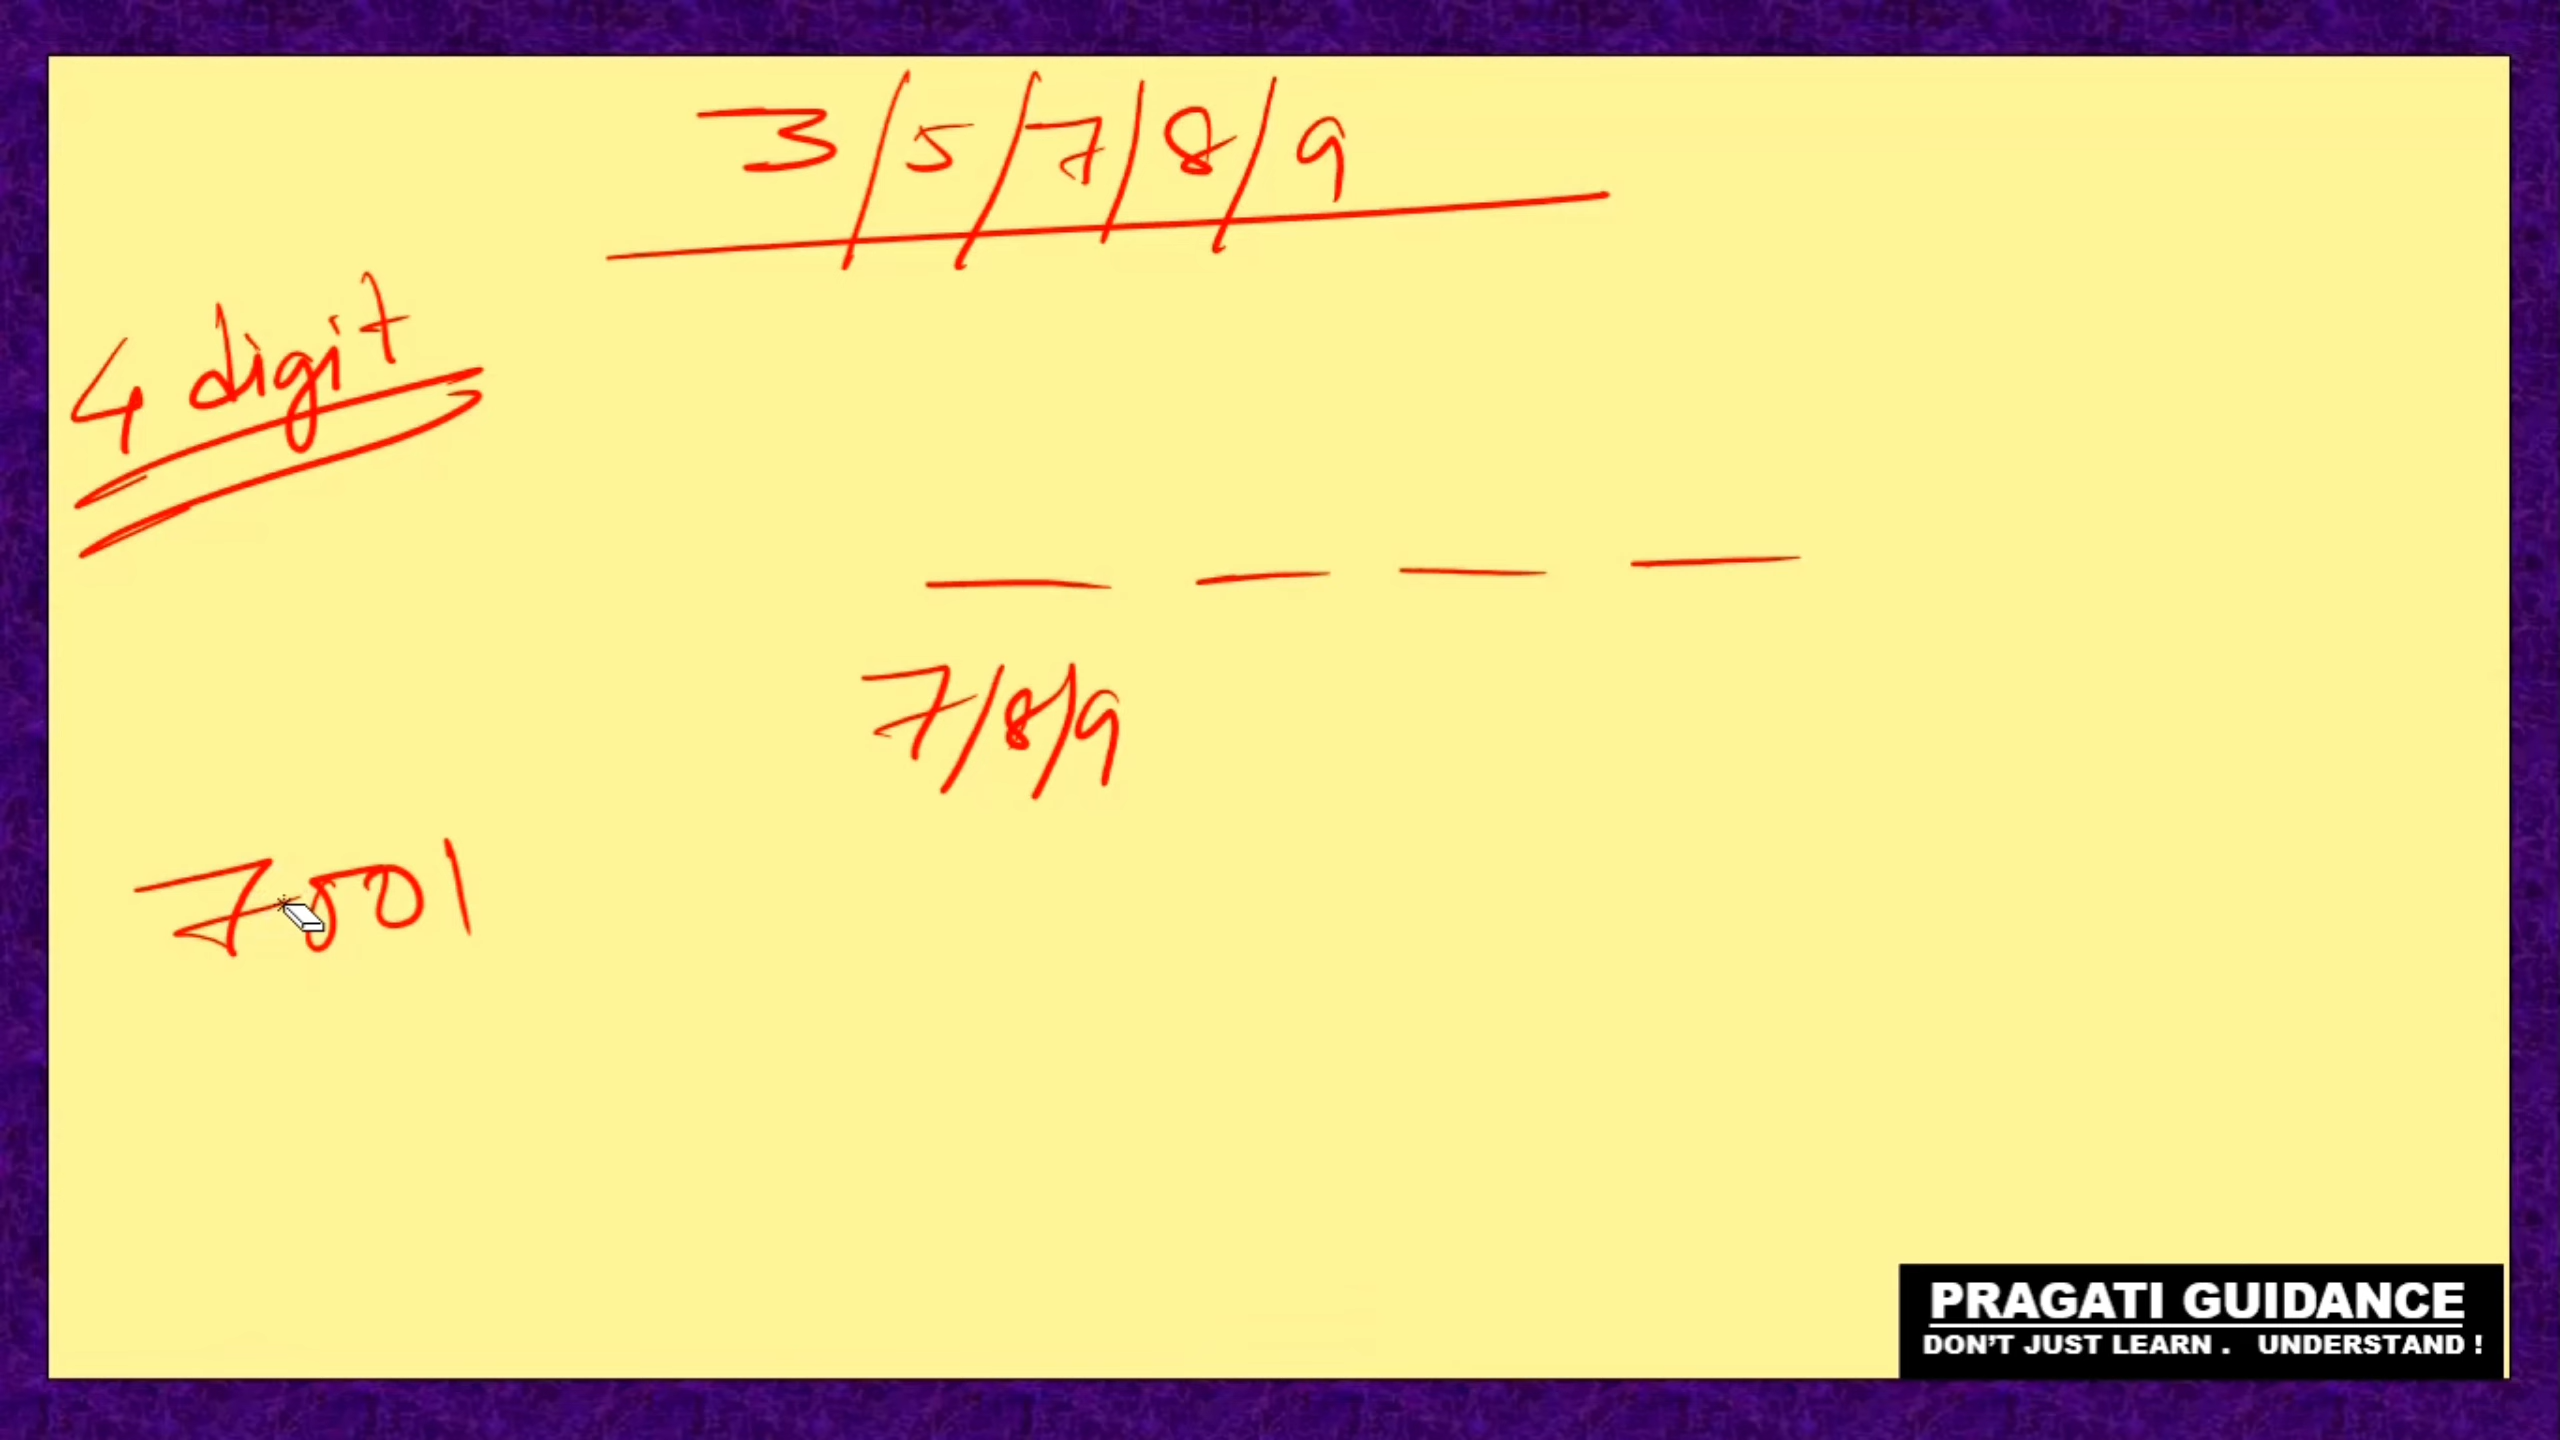 3/5/7/8/9
4 digit
7/8/9
7001
PRAGATI GUIDANCE
DON'T JUST LEARN . UNDERSTAND !